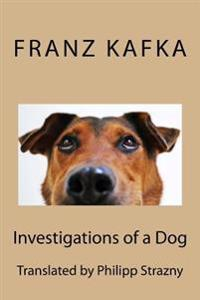 FRANZ KAFKA
Investigations of a Dog
Translated by Philipp Strazny